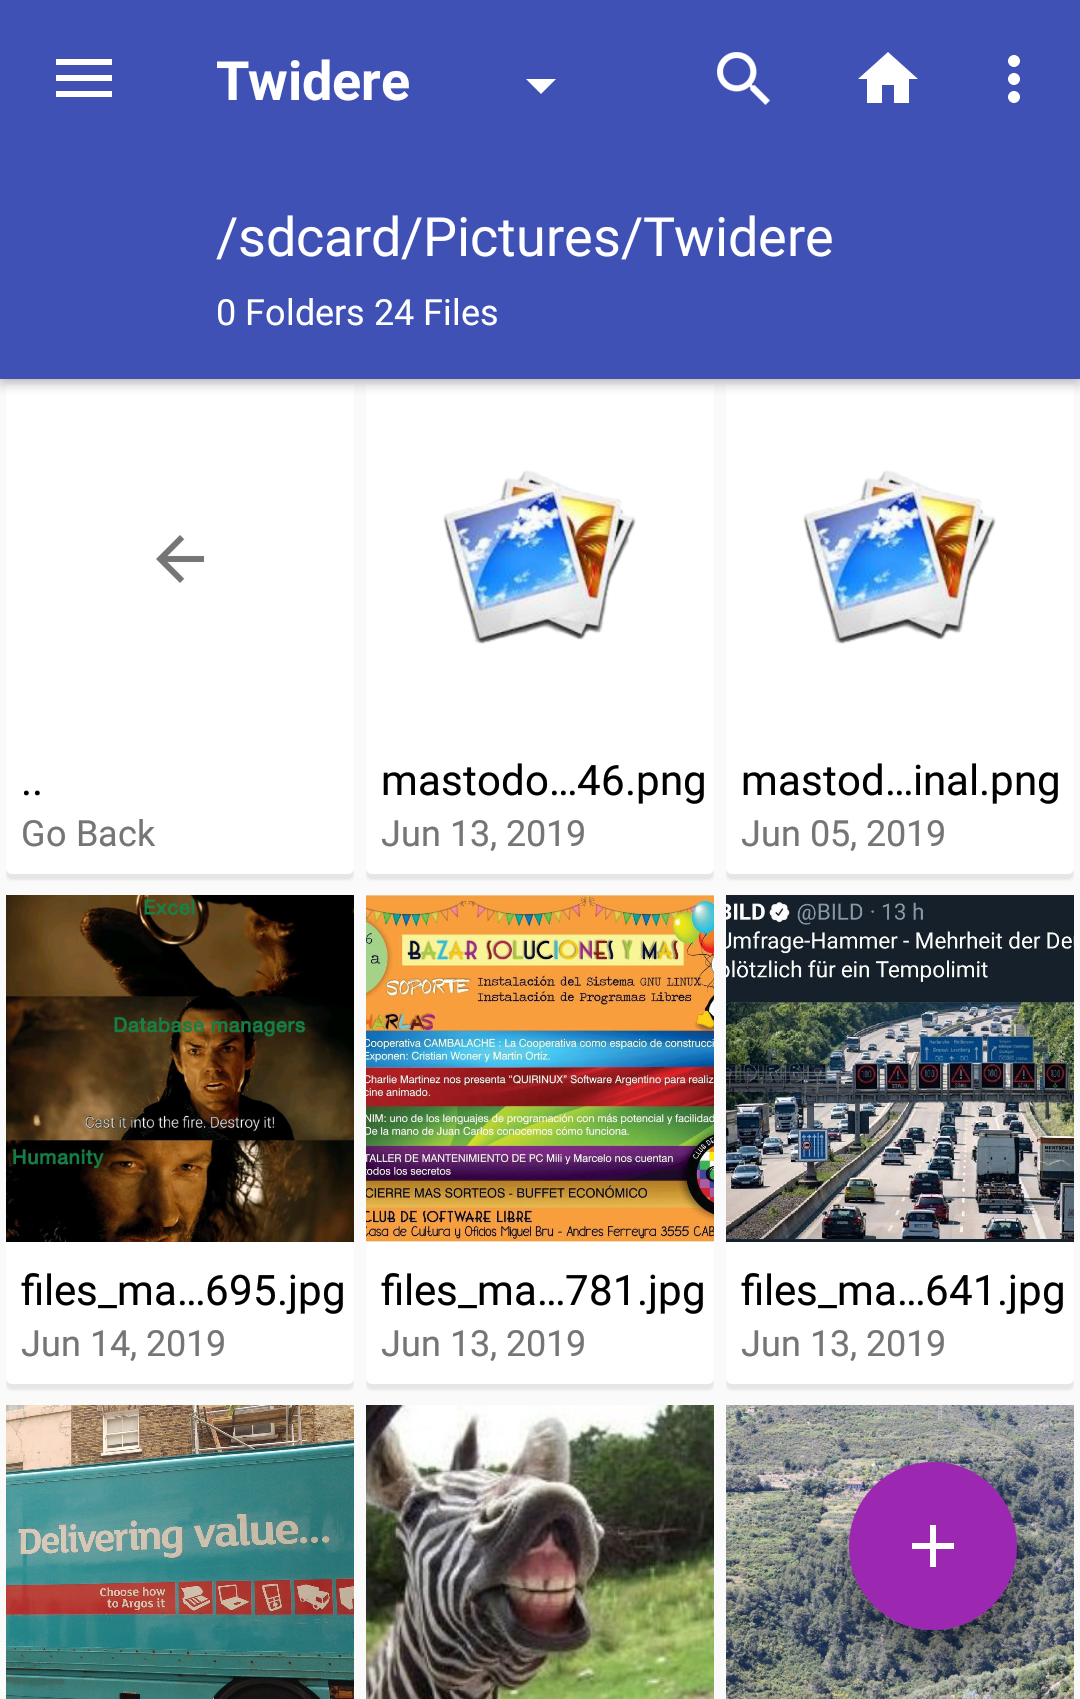 Twidere
/sdcard/Pictures/Twidere
0 Folders 24 Files
..
Go Back
mastodo...46.png
Jun 13, 2019
mastod...inal.png
Jun 05, 2019
Excel
Database managers
Cast it into the fire. Destroy it!
Humanity
files_ma...695.jpg
Jun 14, 2019
6
a
BAZAR SOLUCIONES Y MAS
SOPORTE
Instalación del Sistema GNU LINUX
Instalación de Programas Libres
HARLAS
Cooperativa CAMBALACHE : La Cooperativa como espacio de construcci
Exponen: Cristian Woner y Martín Ortiz.
Charlie Martinez nos presenta "QUIRINUX" Software Argentino para realiz
cine animado.
NIM: uno de los lenguajes de programación con más potencial y facilidad
De la mano de Juan Carlos conocemos cómo funciona.
TALLER DE MANTENIMIENTO DE PC Mili y Marcelo nos cuentan
todos los secretos
CIERRE MAS SORTEOS - BUFFET ECONÓMICO
CLUB DE SOFTWARE LIBRE
Casa de Cultura y Oficios Miguel Bru - Andres Ferreyra 3555 CAB
CLUB DE
files_ma...781.jpg
Jun 13, 2019
BILD @BILD · 13 h
Umfrage-Hammer - Mehrheit der De
plötzlich für ein Tempolimit
files_ma...641.jpg
Jun 13, 2019
Delivering value...
Choose how
to Argos it